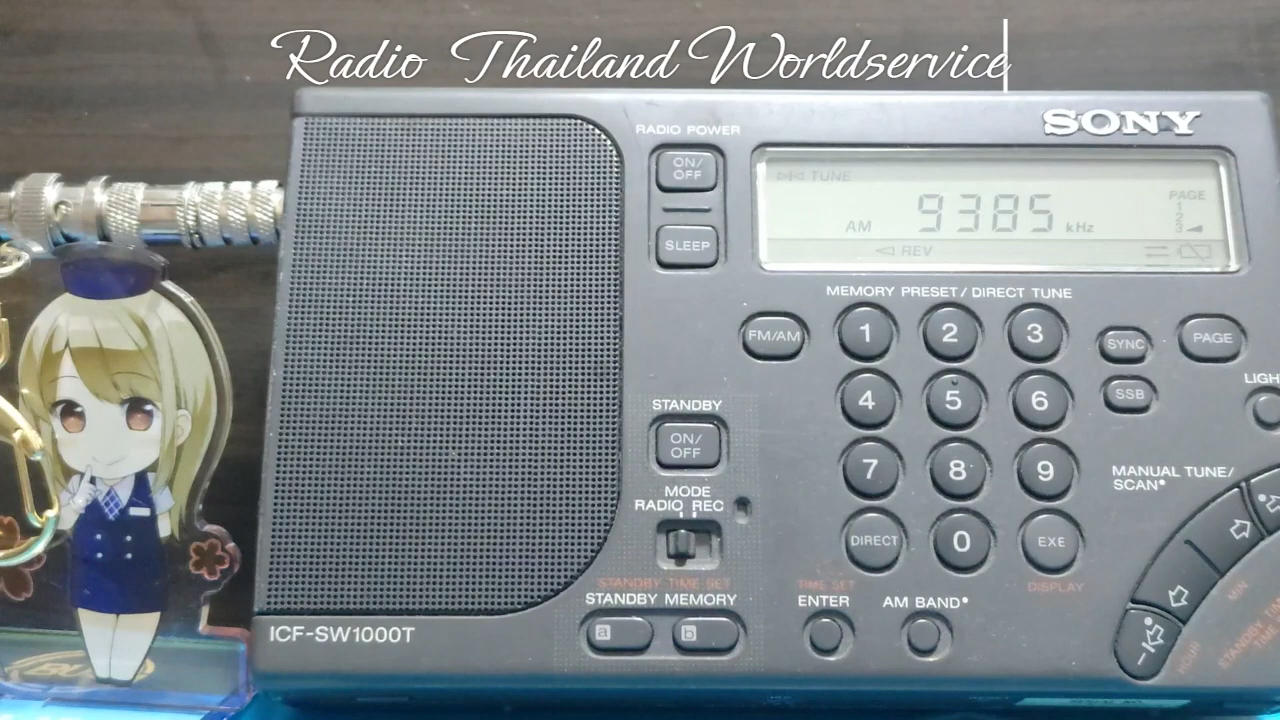 Radio Thailand Worldservice
SONY
RADIO POWER
ON/
OFF
TUNE
AM 9385 kHz
PAGE
1
2
3
REV
SLEEP
MEMORY PRESET / DIRECT TUNE
FM/AM
1 2 3
SYNC
PAGE
4 5 6
SSB
LIGH
STANDBY
ON/
OFF
7 8 9
MANUAL TUNE/
SCAN
MODE
RADIO REC
DIRECT 0 EXE
STANDBY TIME SET
TIME SET
DISPLAY
STANDBY MEMORY
ENTER
AM BAND
a b
ICF-SW1000T
MIN
HOUR